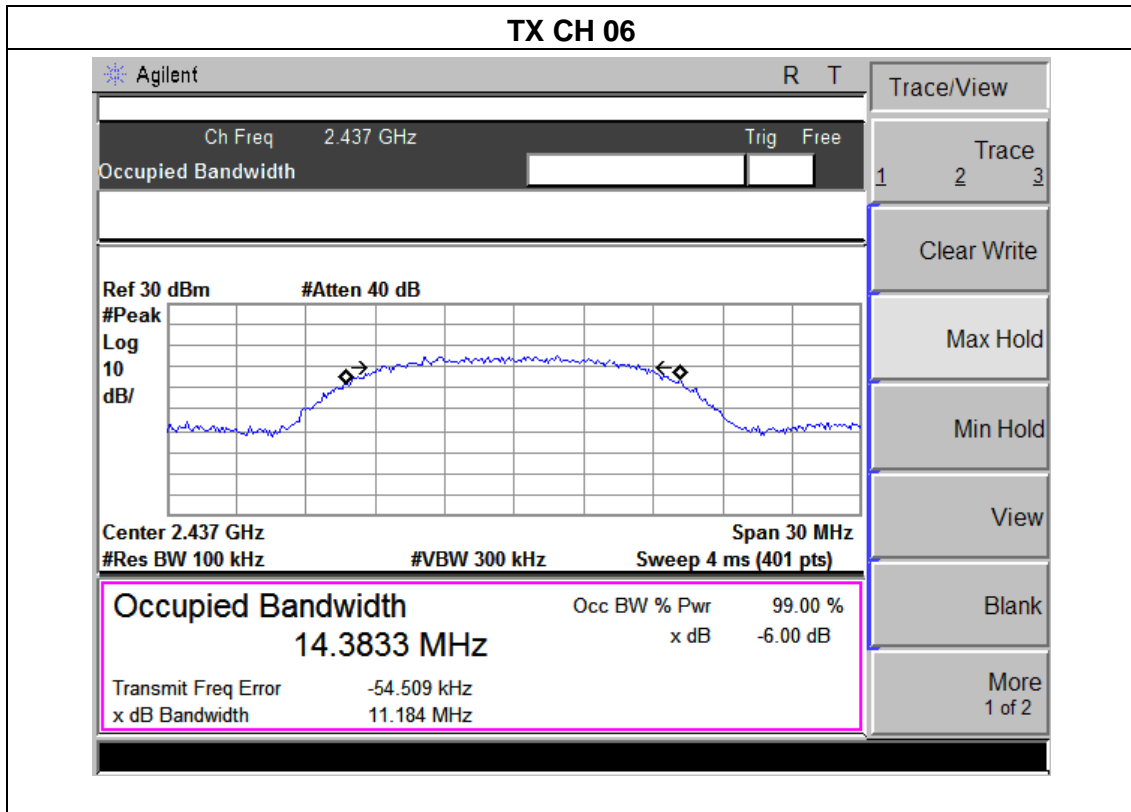 TX CH 06
Agilent R T
Trace/View
Ch Freq 2.437 GHz Trig Free
Occupied Bandwidth
Trace
1 2 3
Clear Write
Ref 30 dBm #Atten 40 dB
#Peak
Log
10
dB/
Max Hold
Min Hold
View
Center 2.437 GHz Span 30 MHz
#Res BW 100 kHz #VBW 300 kHz Sweep 4 ms (401 pts)
Occupied Bandwidth Occ BW % Pwr 99.00 %
14.3833 MHz x dB -6.00 dB
Blank
Transmit Freq Error -54.509 kHz
x dB Bandwidth 11.184 MHz
More
1 of 2